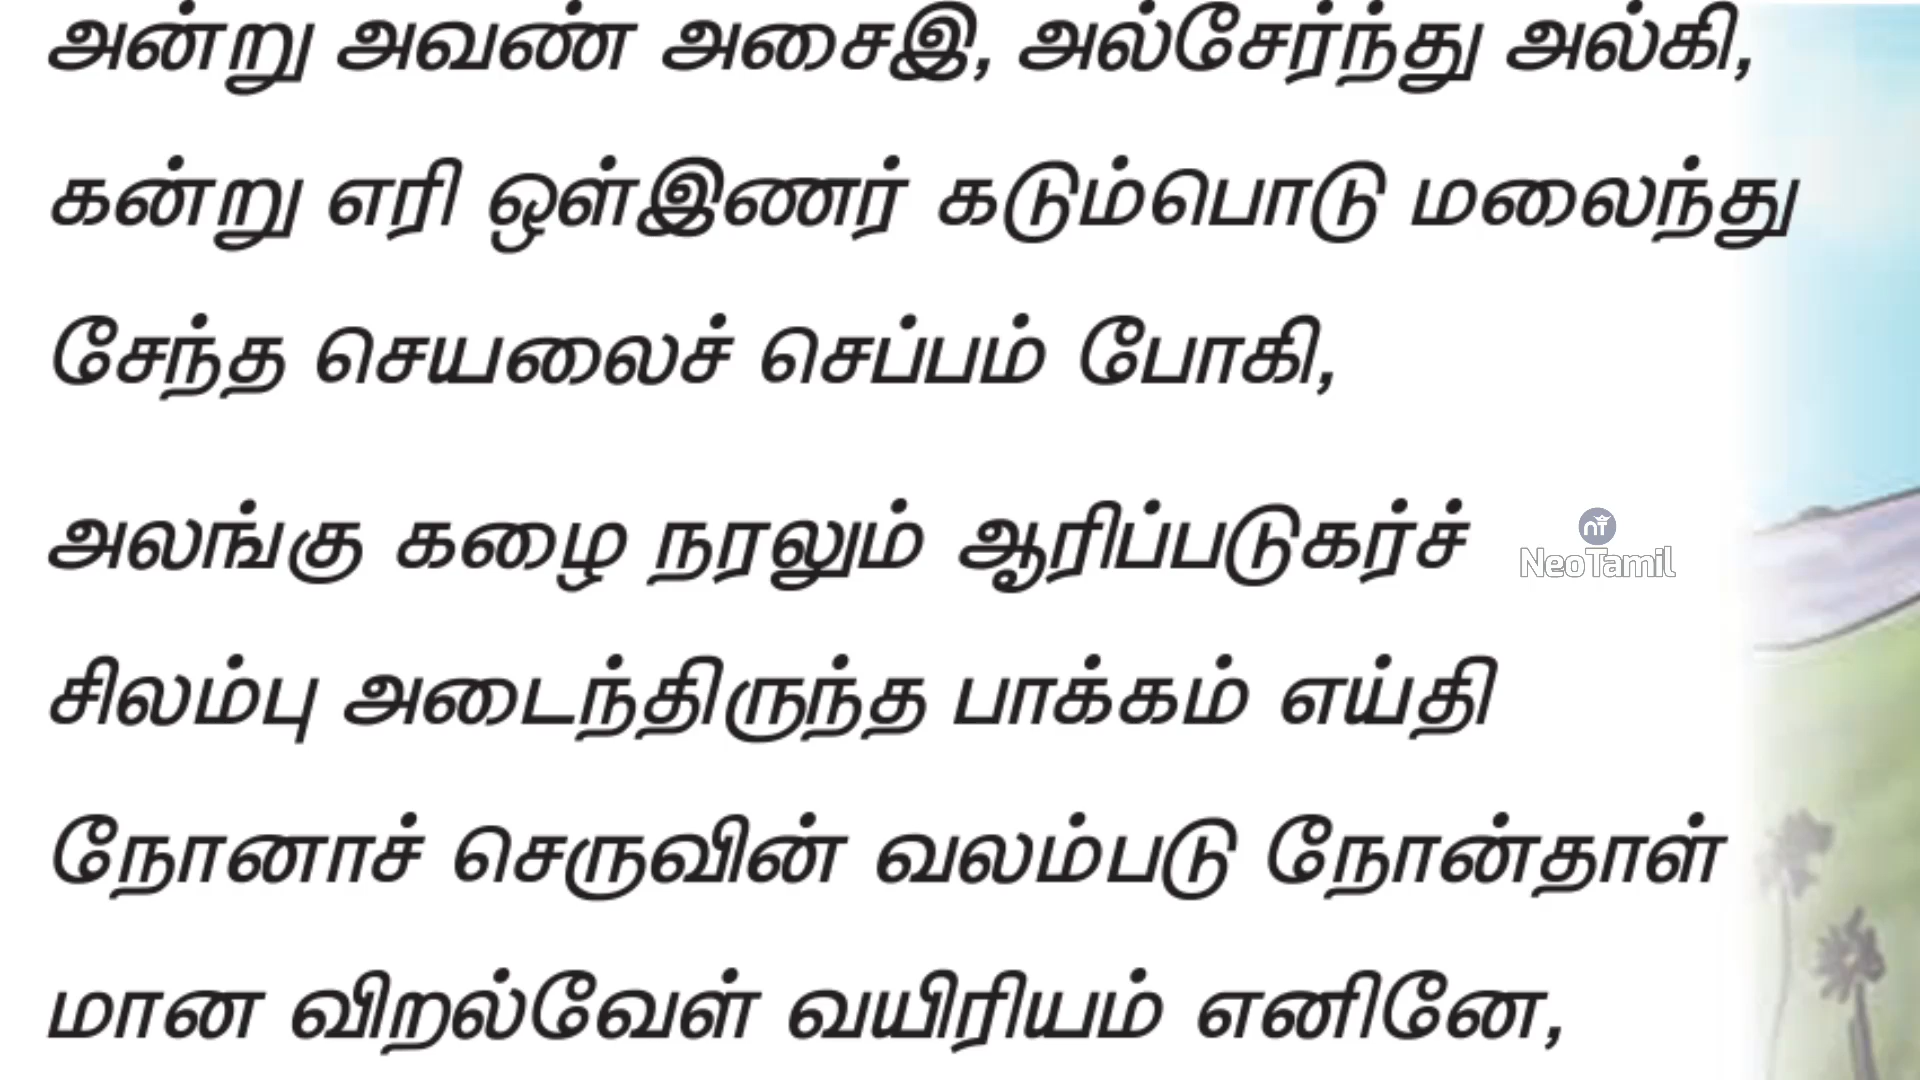 அன்று அவண் அசைஇ, அல்சேர்ந்து அல்கி,
கன்று எரி ஒள்இணர் கடும்பொடு மலைந்து
சேந்த செயலைச் செப்பம் போகி,
அலங்கு கழை நரலும் ஆரிப்படுகர்ச்
சிலம்பு அடைந்திருந்த பாக்கம் எய்தி
நோனாச் செருவின் வலம்படு நோன்தாள்
மான விறல்வேள் வயிரியம் எனினே,
NT
NeoTamil